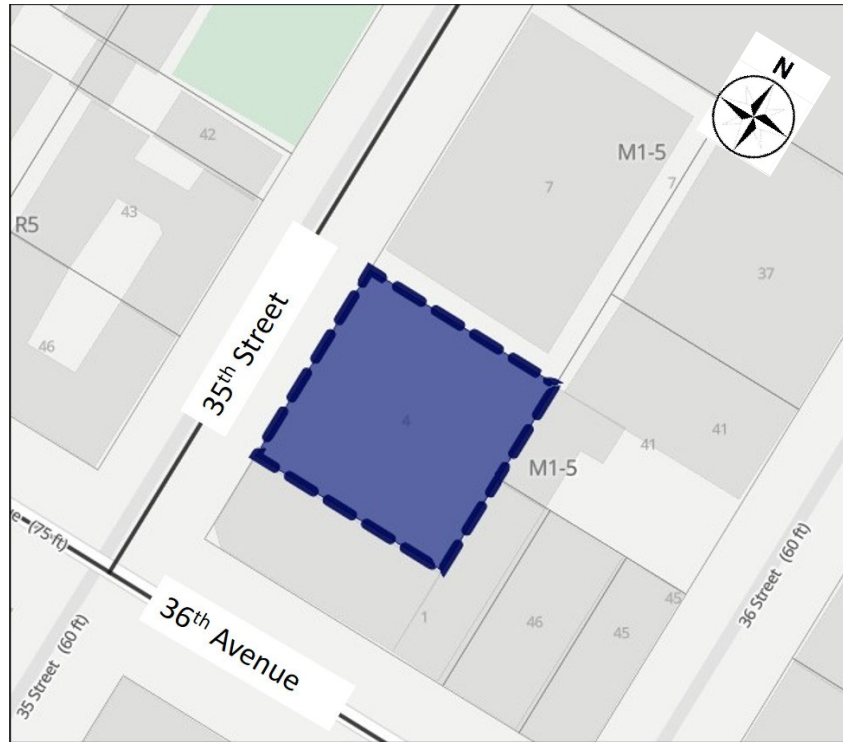 N
42
M1-5
7
7
43
R5
37
46
35th Street
4
41
41
M1-5
e (75 ft)
36th Avenue
1
46
45
45
36 Street (60 ft)
35 Street (60 ft)